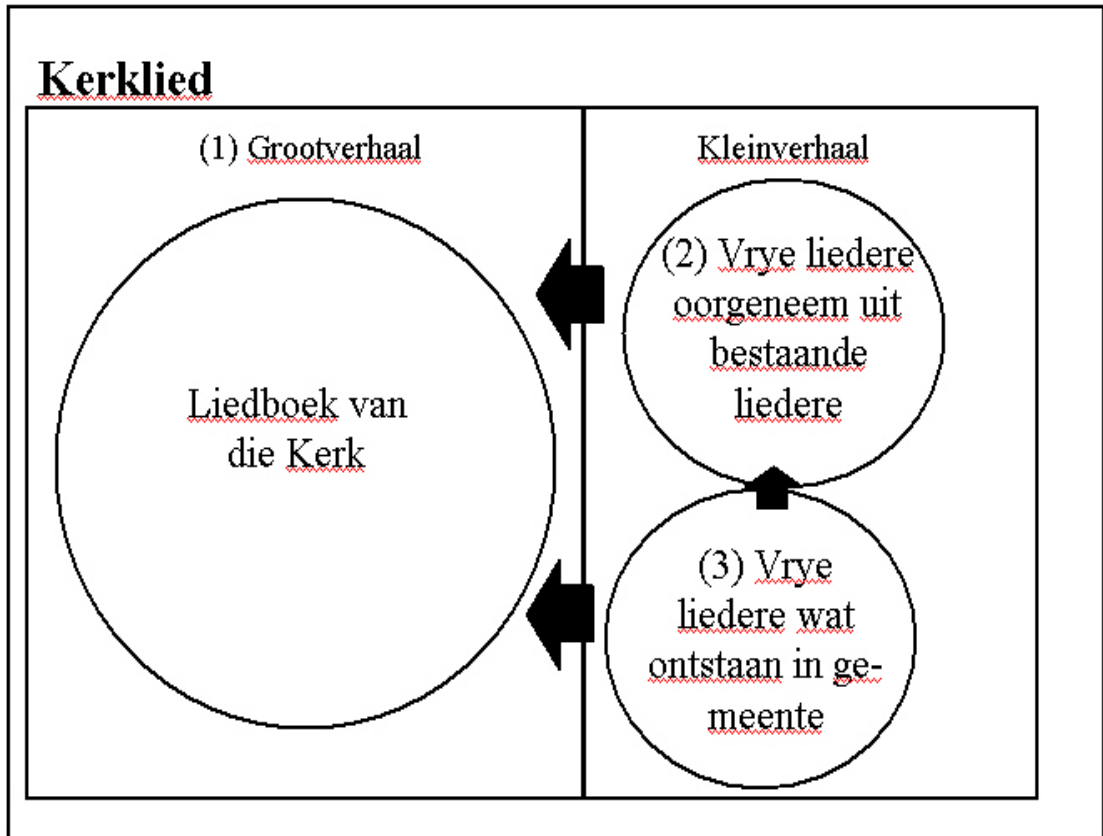 Kerklied
(1) Grootverhaal
Liedboek van
die Kerk
Kleinverhaal
(2) Vrye liedere
oorgeneem uit
bestaande
liedere
(3) Vrye
liedere wat
ontstaan in ge-
meente